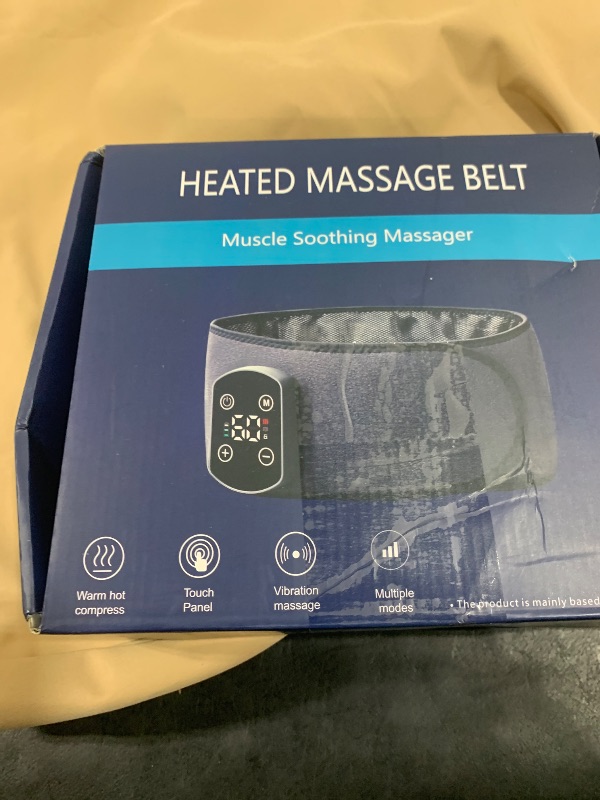 HEATED MASSAGE BELT
Muscle Soothing Massager
M
60
+
−
Warm hot
compress
Touch
Panel
Vibration
massage
Multiple
modes
• The product is mainly based